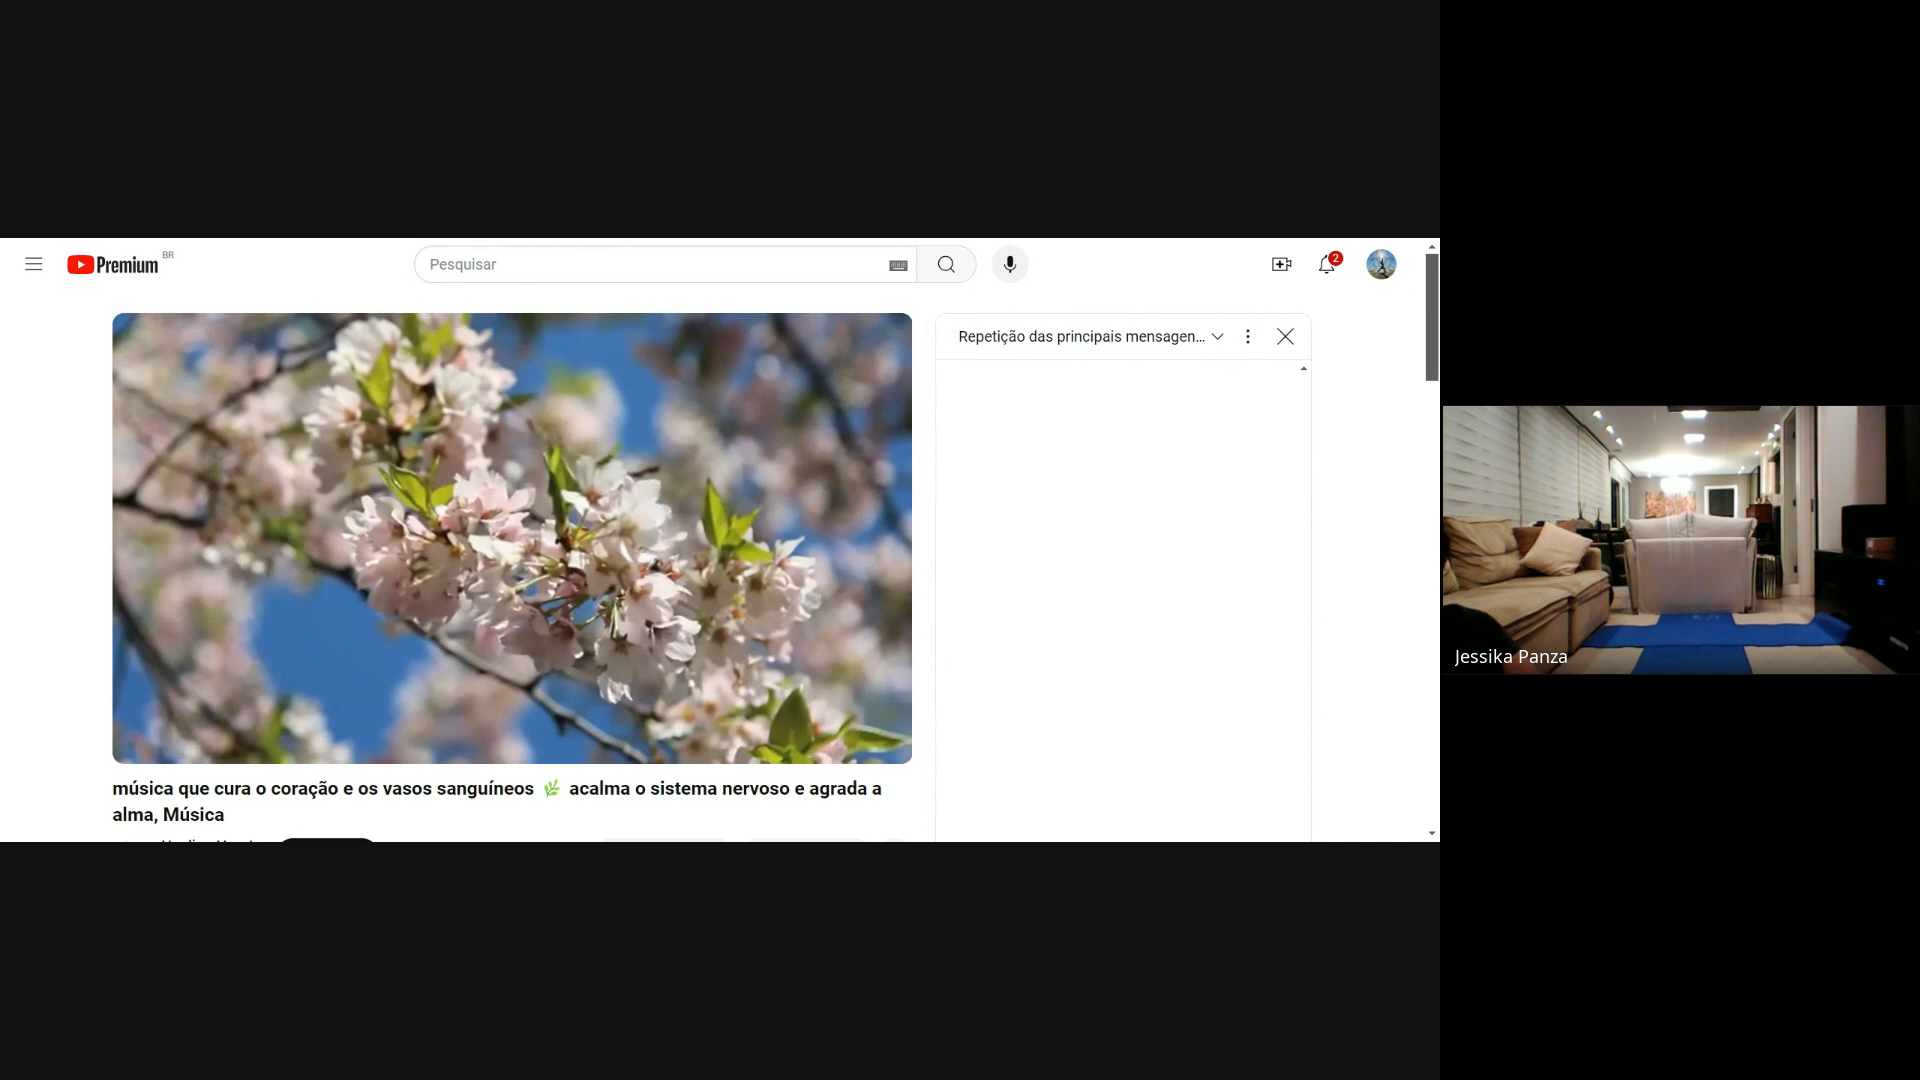 Premium BR
Pesquisar
2
Repetição das principais mensagen...
música que cura o coração e os vasos sanguíneos 🌿 acalma o sistema nervoso e agrada a
alma, Música
Jessika Panza